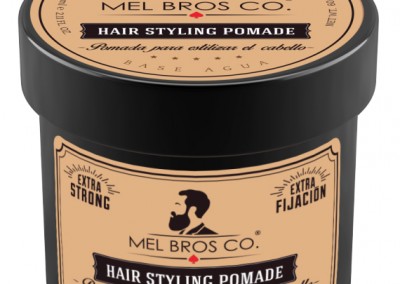 MEL BROS CO.®
HAIR STYLING POMADE
Pomada para estilizar el cabello
BASE AGUA
EXTRA
STRONG
EXTRA
FIJACIÓN
MEL BROS CO.®
HAIR STYLING POMADE